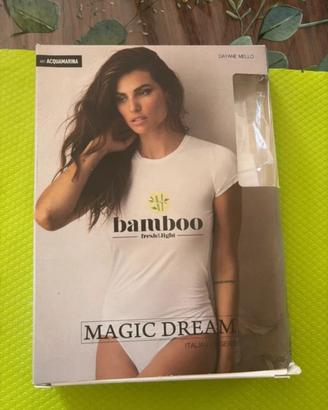 ACQUAMARINA
DAYANE MELLO
bamboo
fresh&light
MAGIC DREAM
ITALIAN